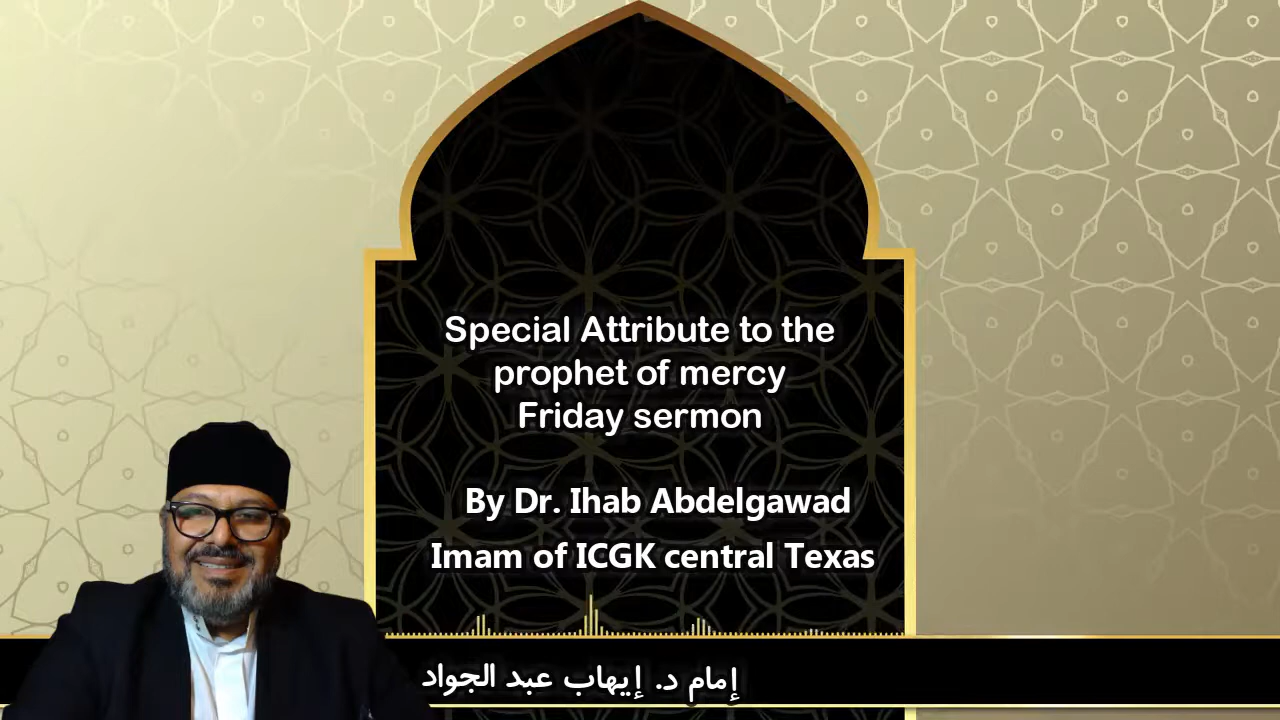 Special Attribute to the
prophet of mercy
Friday sermon
By Dr. Ihab Abdelgawad
Imam of ICGK central Texas
إمام د. إيهاب عبد الجواد